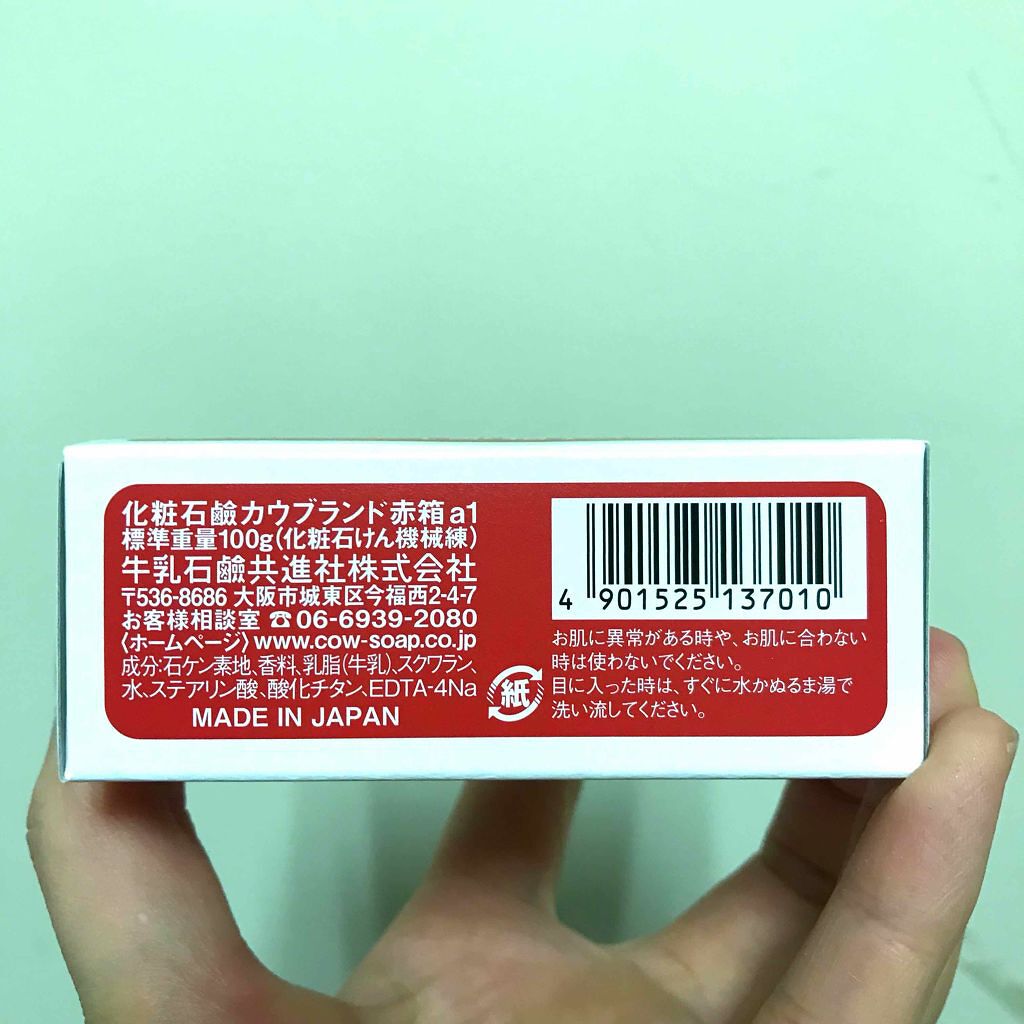 化粧石鹼カウブランド赤箱a1
標準重量100g(化粧石けん機械練)
牛乳石鹼共進社株式会社
〒536-8686 大阪市城東区今福西2-4-7
お客様相談室 ☎06-6939-2080
〈ホームページ〉www.cow-soap.co.jp
成分:石ケン素地、香料、乳脂(牛乳)、スクワラン、
水、ステアリン酸、酸化チタン、EDTA-4Na
MADE IN JAPAN
紙
4 901525 137010
お肌に異常がある時や、お肌に合わない
時は使わないでください。
目に入った時は、すぐに水かぬるま湯で
洗い流してください。